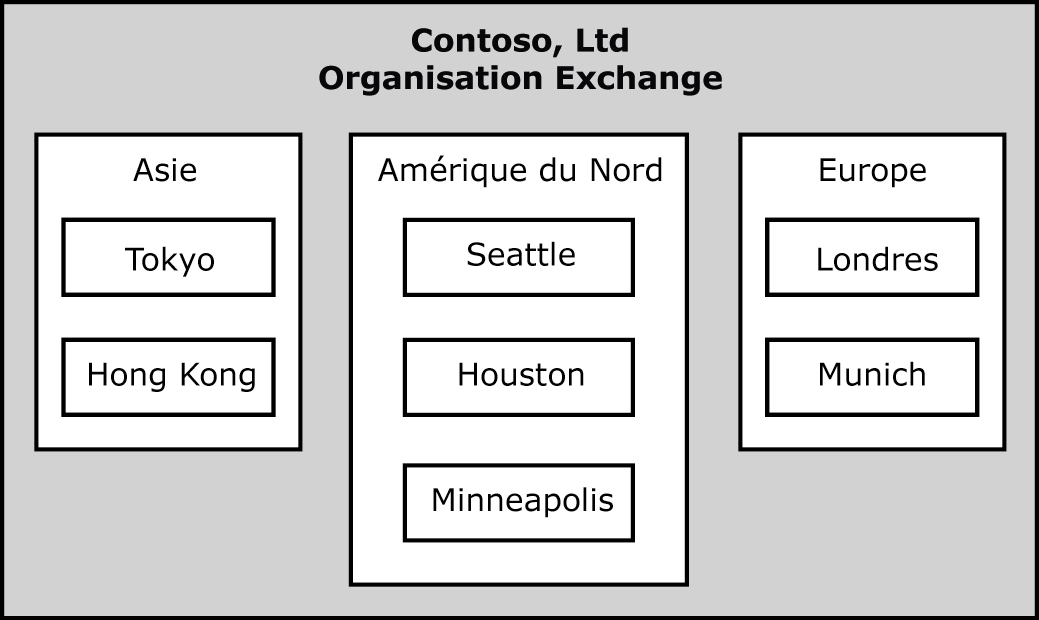 Contoso, Ltd
Organisation Exchange
Asie
Tokyo
Hong Kong
Amérique du Nord
Seattle
Houston
Minneapolis
Europe
Londres
Munich